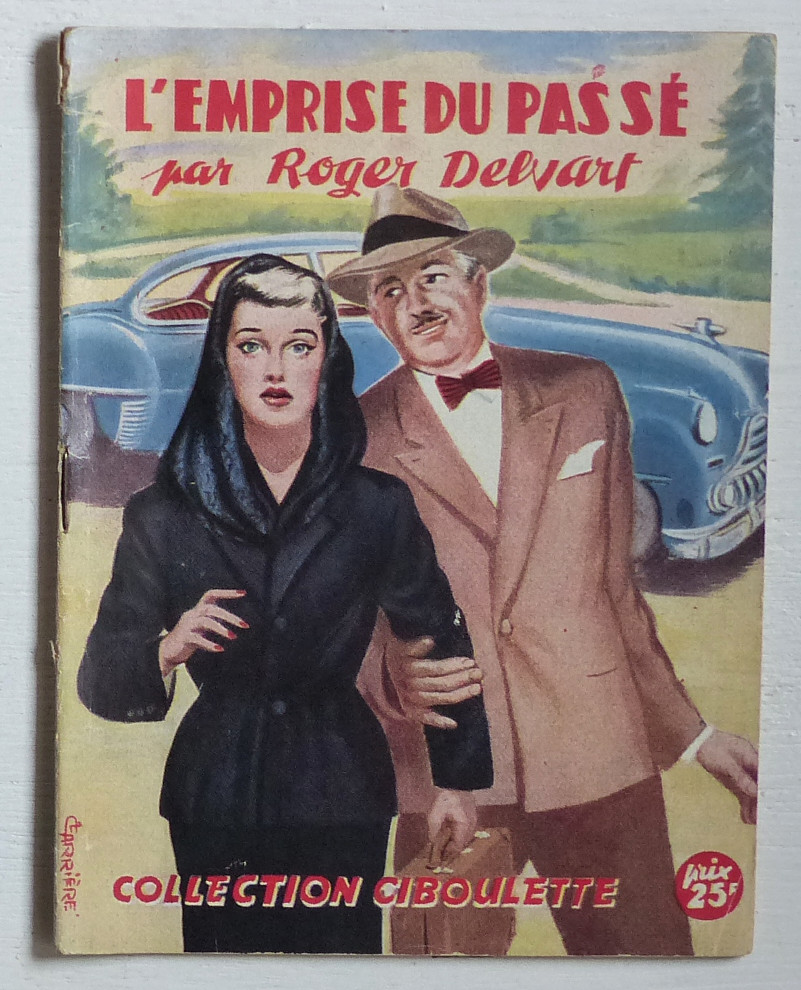 L'EMPRISE DU PASSÉ
par Roger Delvart
CARRIÈRE
COLLECTION CIBOULETTE
Prix
25F